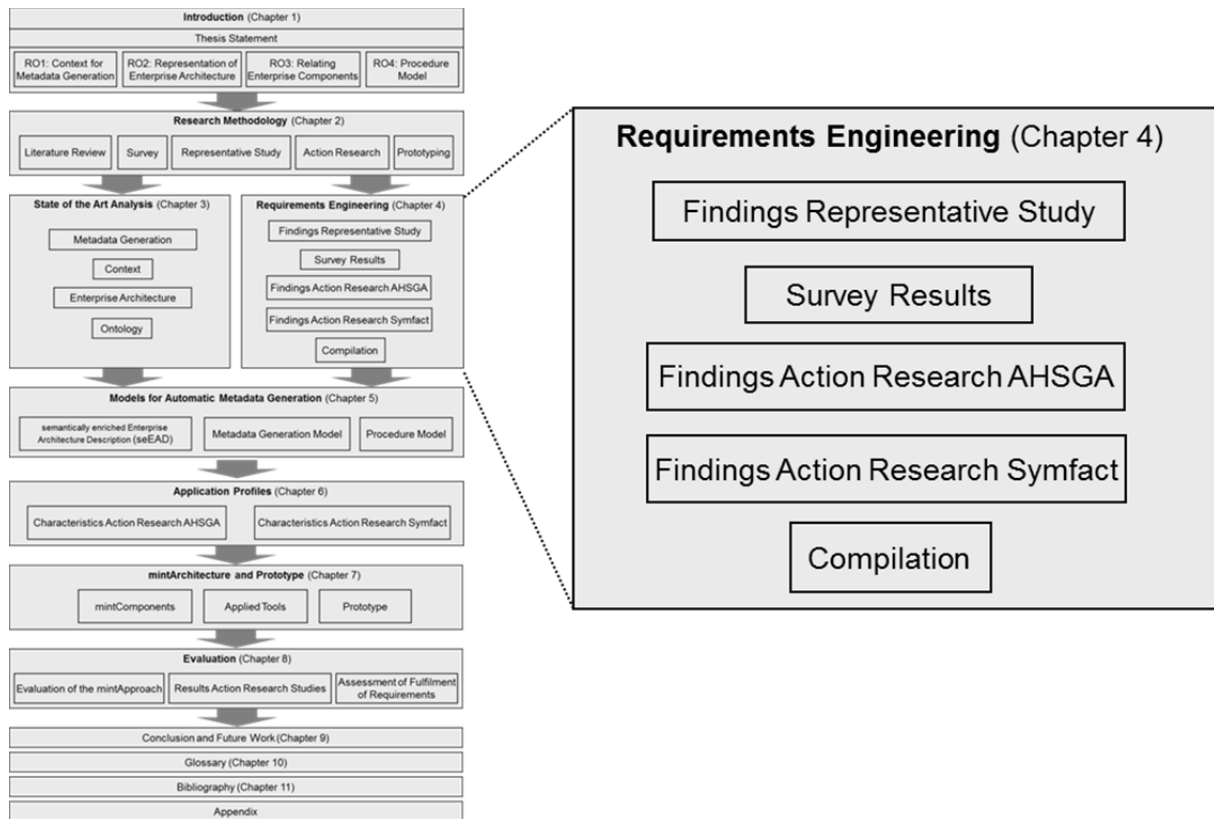 Introduction (Chapter 1)
Thesis Statement
RO1: Context for
Metadata Generation
RO2: Representation of
Enterprise Architecture
RO3: Relating
Enterprise Components
RO4: Procedure
Model
Research Methodology (Chapter 2)
Literature Review
Survey
Representative Study
Action Research
Prototyping
State of the Art Analysis (Chapter 3)
Metadata Generation
Context
Enterprise Architecture
Ontology
Requirements Engineering (Chapter 4)
Findings Representative Study
Survey Results
Findings Action Research AHSGA
Findings Action Research Symfact
Compilation
Models for Automatic Metadata Generation (Chapter 5)
semantically enriched Enterprise
Architecture Description (seEAD)
Metadata Generation Model
Procedure Model
Application Profiles (Chapter 6)
Characteristics Action Research AHSGA
Characteristics Action Research Symfact
mintArchitecture and Prototype (Chapter 7)
mintComponents
Applied Tools
Prototype
Evaluation (Chapter 8)
Evaluation of the mintApproach
Results Action Research Studies
Assessment of Fulfilment
of Requirements
Conclusion and Future Work (Chapter 9)
Glossary (Chapter 10)
Bibliography (Chapter 11)
Appendix
Requirements Engineering (Chapter 4)
Findings Representative Study
Survey Results
Findings Action Research AHSGA
Findings Action Research Symfact
Compilation